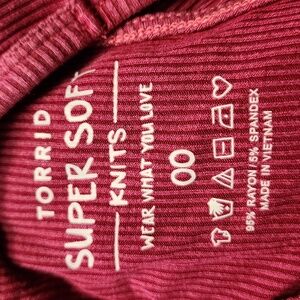 TORRID
SUPER SOFT
KNITS
WEAR WHAT YOU LOVE
00
95% RAYON / 5% SPANDEX
MADE IN VIETNAM